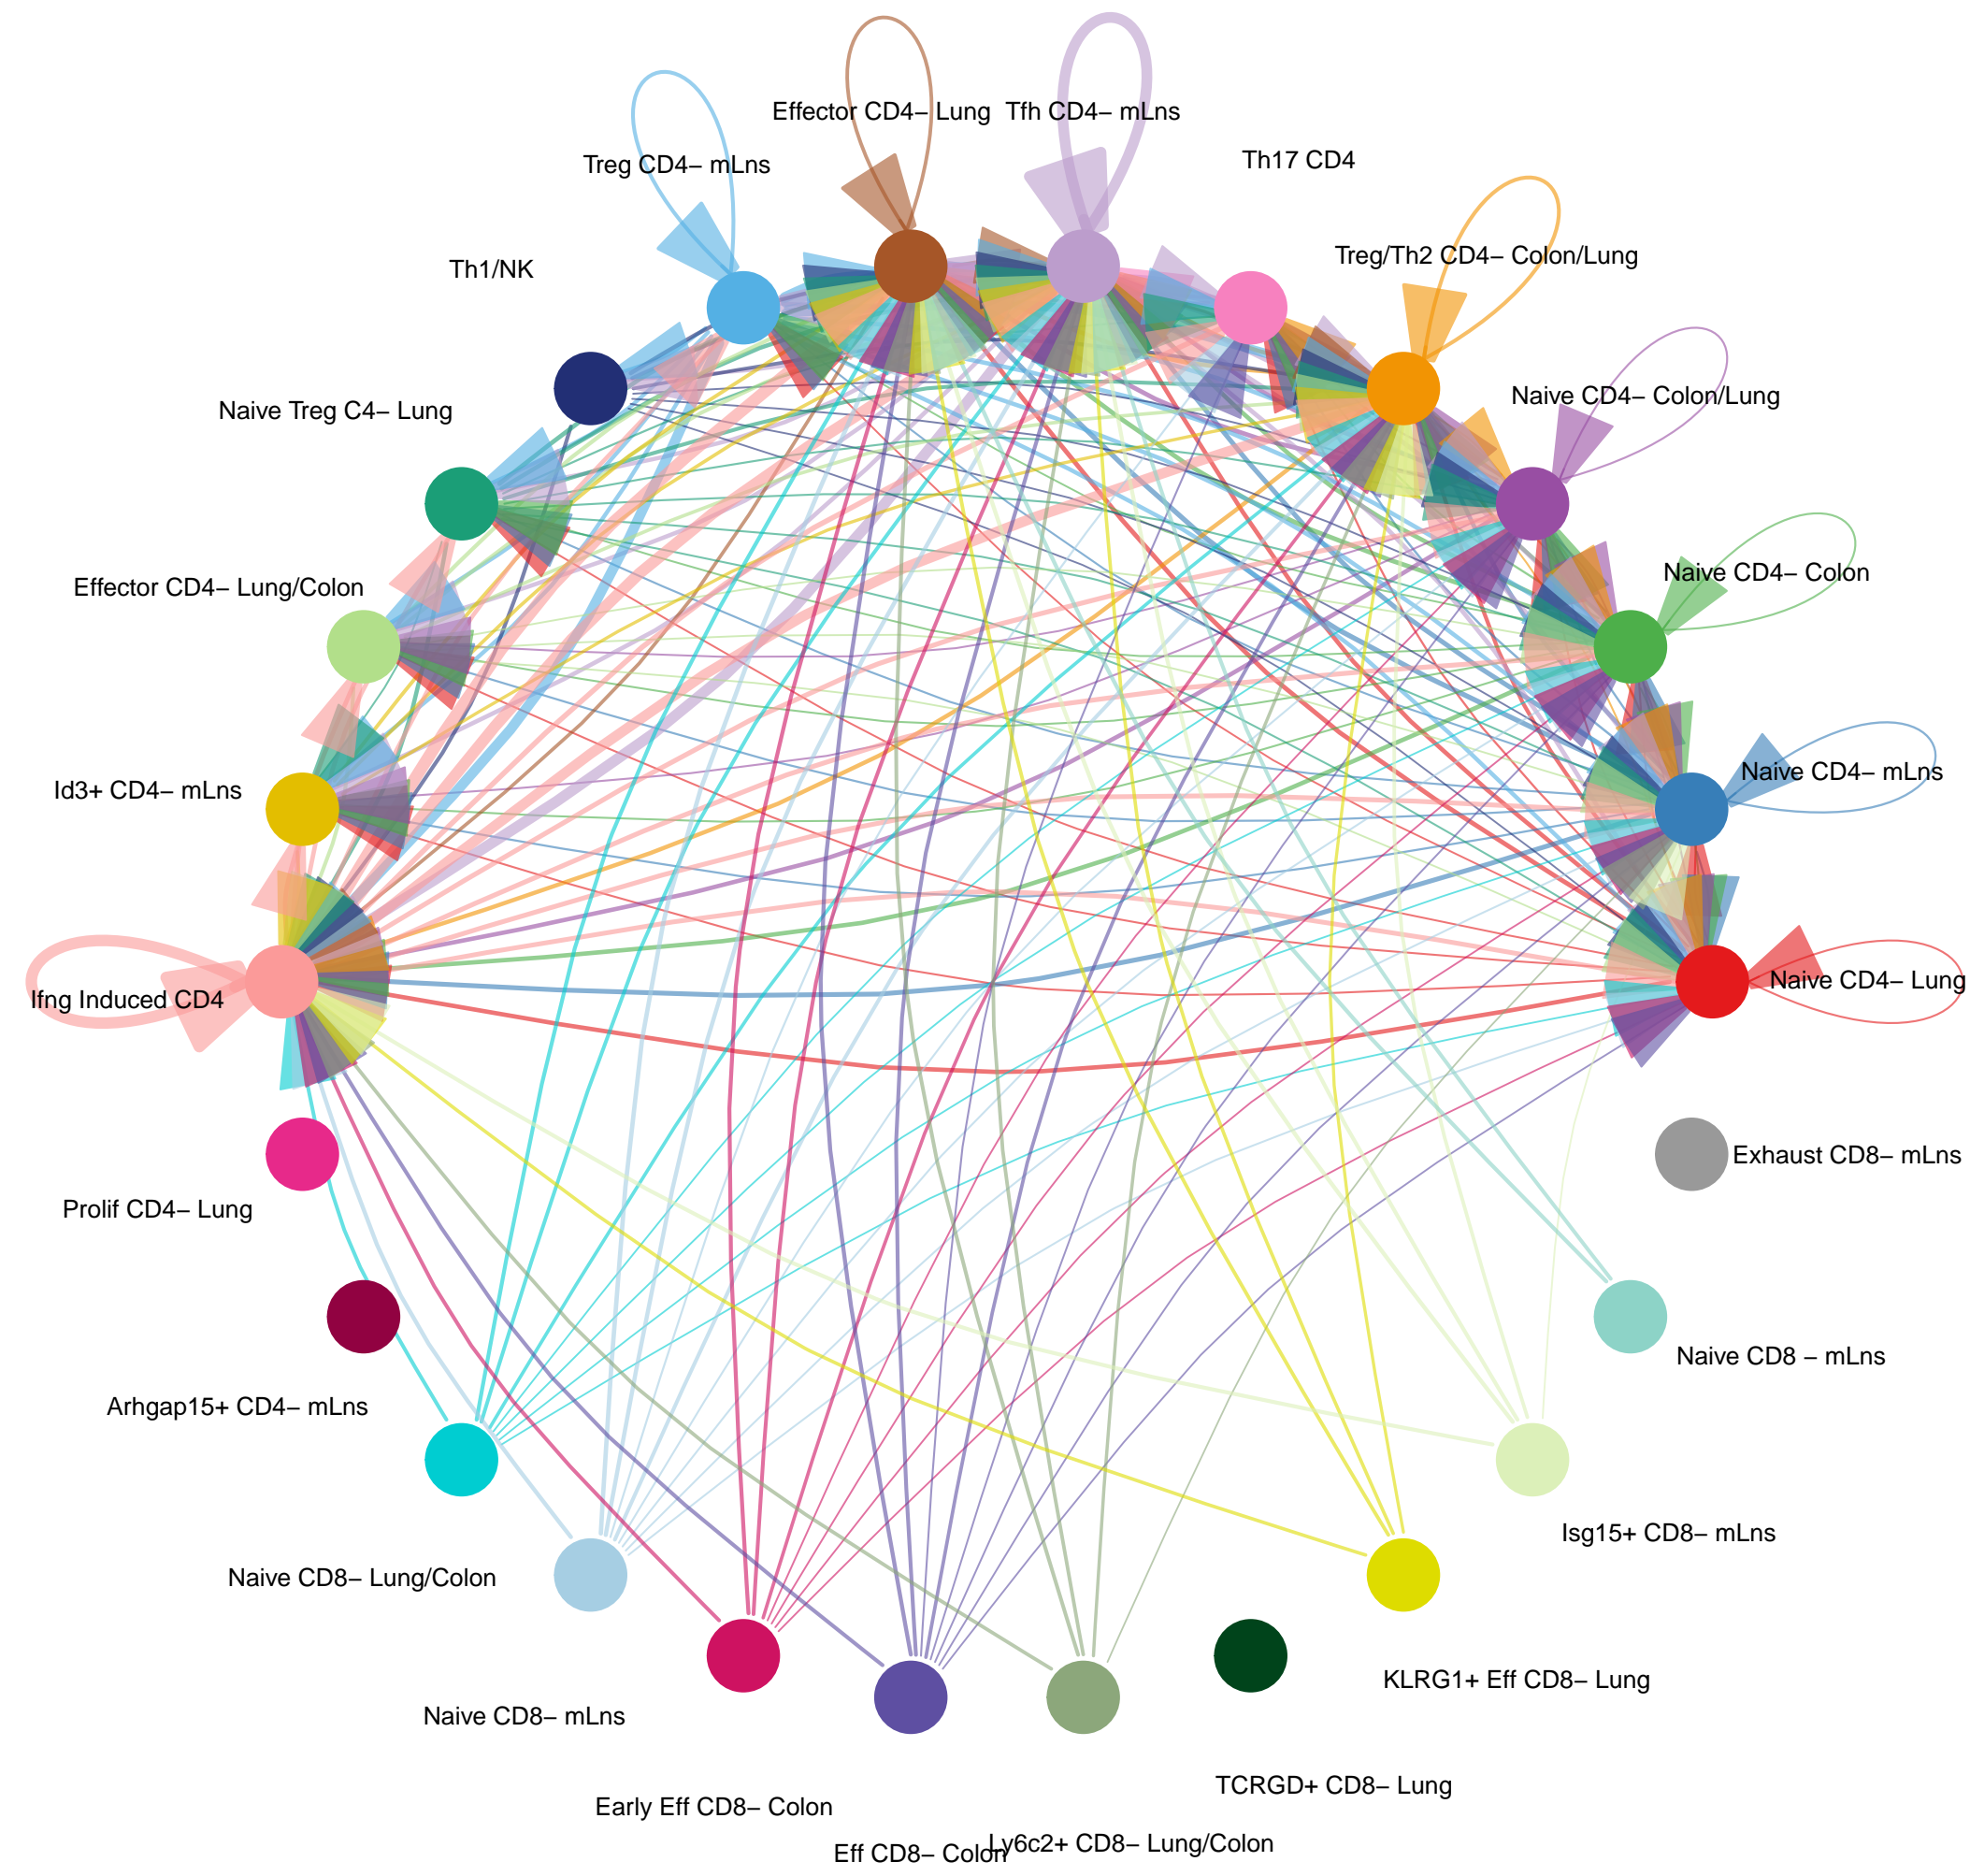 Effector CD4– Lung
Tfh CD4– mLns
Treg CD4– mLns
Th17 CD4
Th1/NK
Treg/Th2 CD4– Colon/Lung
Naive Treg C4– Lung
Naive CD4– Colon/Lung
Effector CD4– Lung/Colon
Naive CD4– Colon
Id3+ CD4– mLns
Naive CD4– mLns
Ifng Induced CD4
Naive CD4– Lung
Exhaust CD8– mLns
Prolif CD4– Lung
Naive CD8 – mLns
Arhgap15+ CD4– mLns
Isg15+ CD8– mLns
Naive CD8– Lung/Colon
KLRG1+ Eff CD8– Lung
Naive CD8– mLns
TCRGD+ CD8– Lung
Early Eff CD8– Colon
Ly6c2+ CD8– Lung/Colon
Eff CD8– Colon